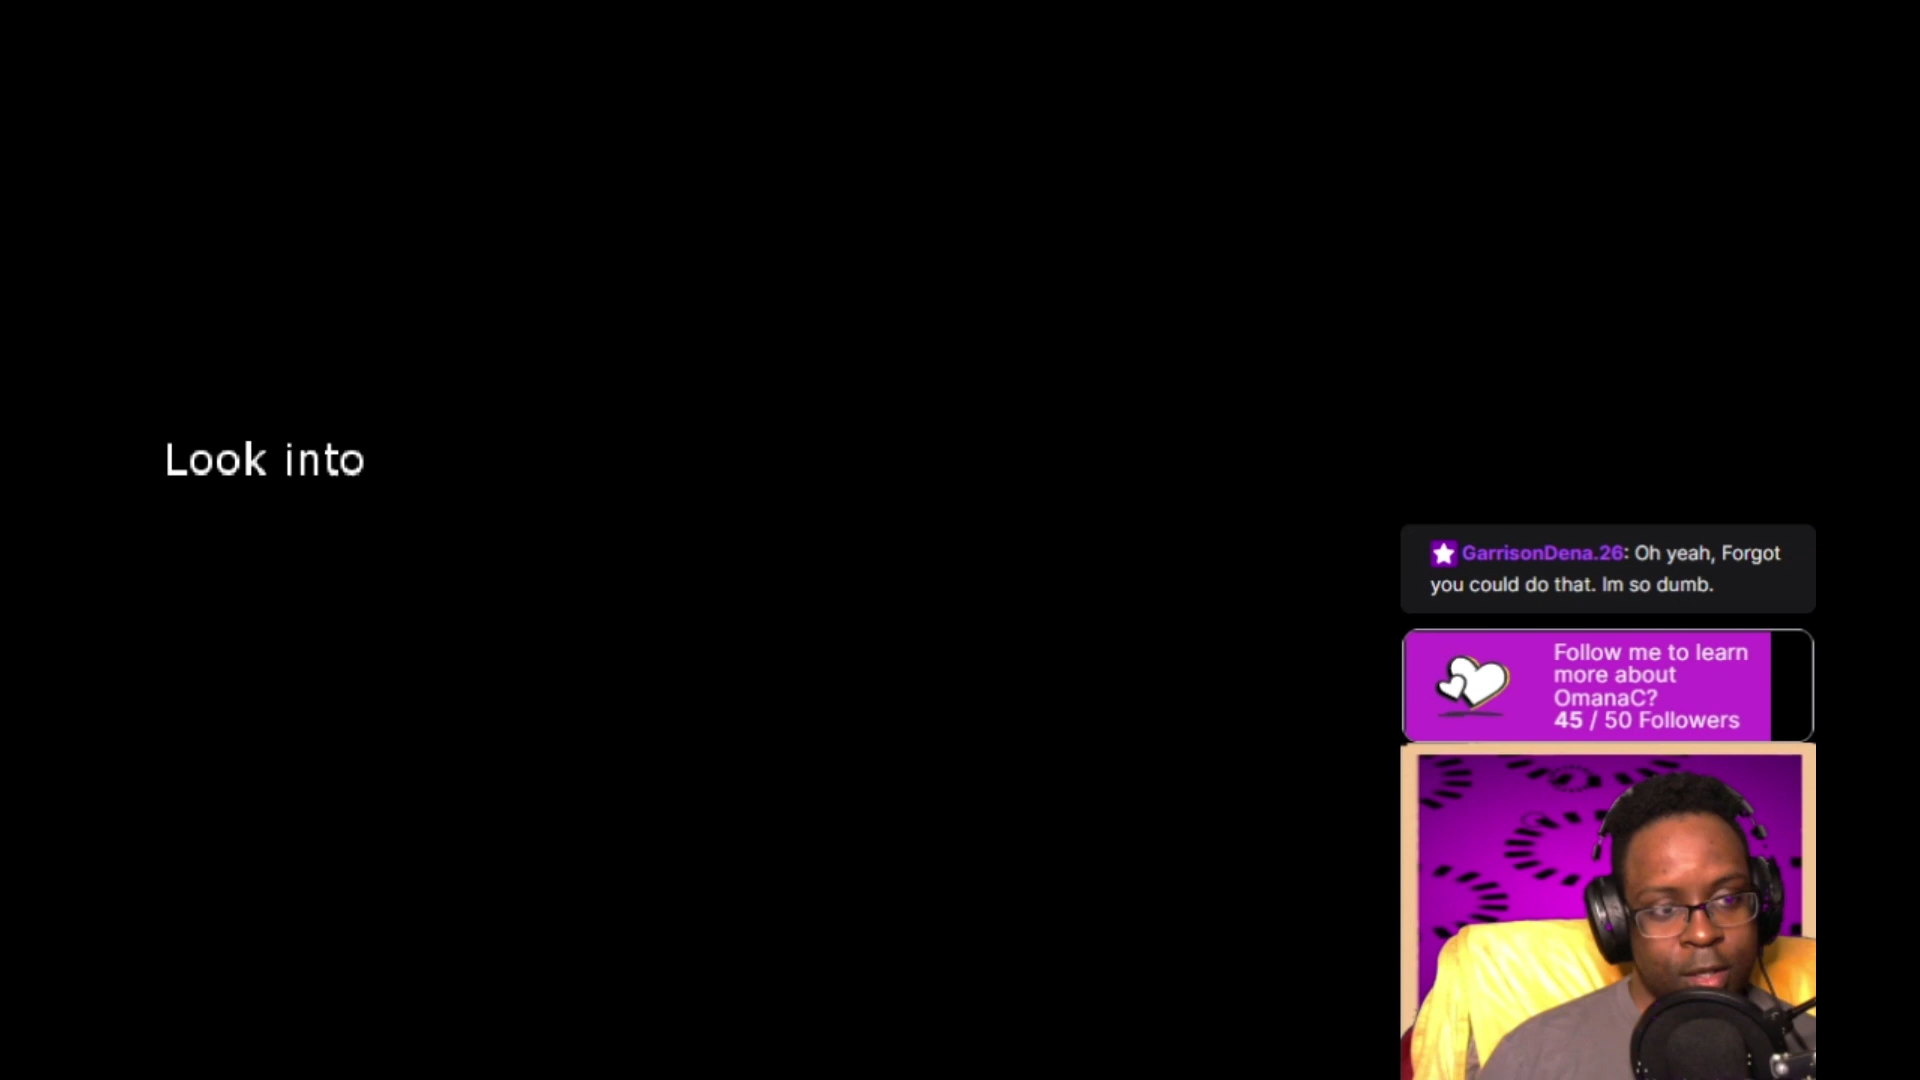 Look into
GarrisonDena.26: Oh yeah, Forgot
you could do that. Im so dumb.
Follow me to learn
more about
OmanaC?
45 / 50 Followers